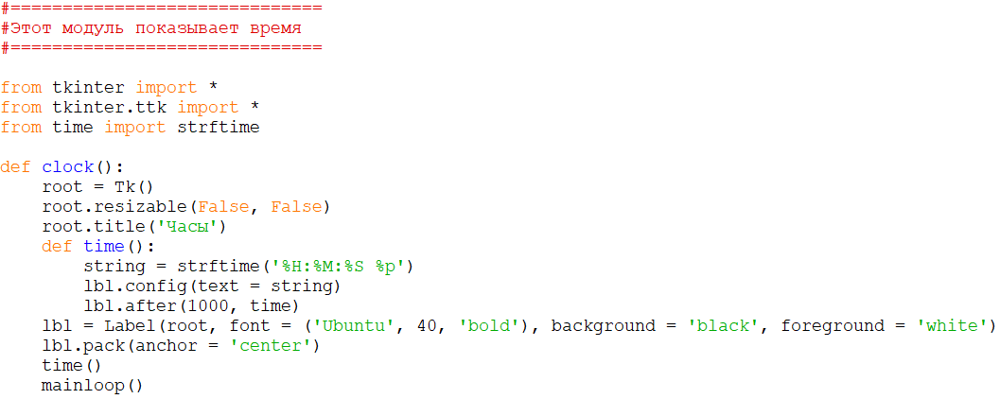 #==============================
#Этот модуль показывает время
#==============================
from tkinter import *
from tkinter.ttk import *
from time import strftime
def clock():
    root = Tk()
    root.resizable(False, False)
    root.title('Часы')
    def time():
        string = strftime('%H:%M:%S %p')
        lbl.config(text = string)
        lbl.after(1000, time)
    lbl = Label(root, font = ('Ubuntu', 40, 'bold'), background = 'black', foreground = 'white')
    lbl.pack(anchor = 'center')
    time()
    mainloop()